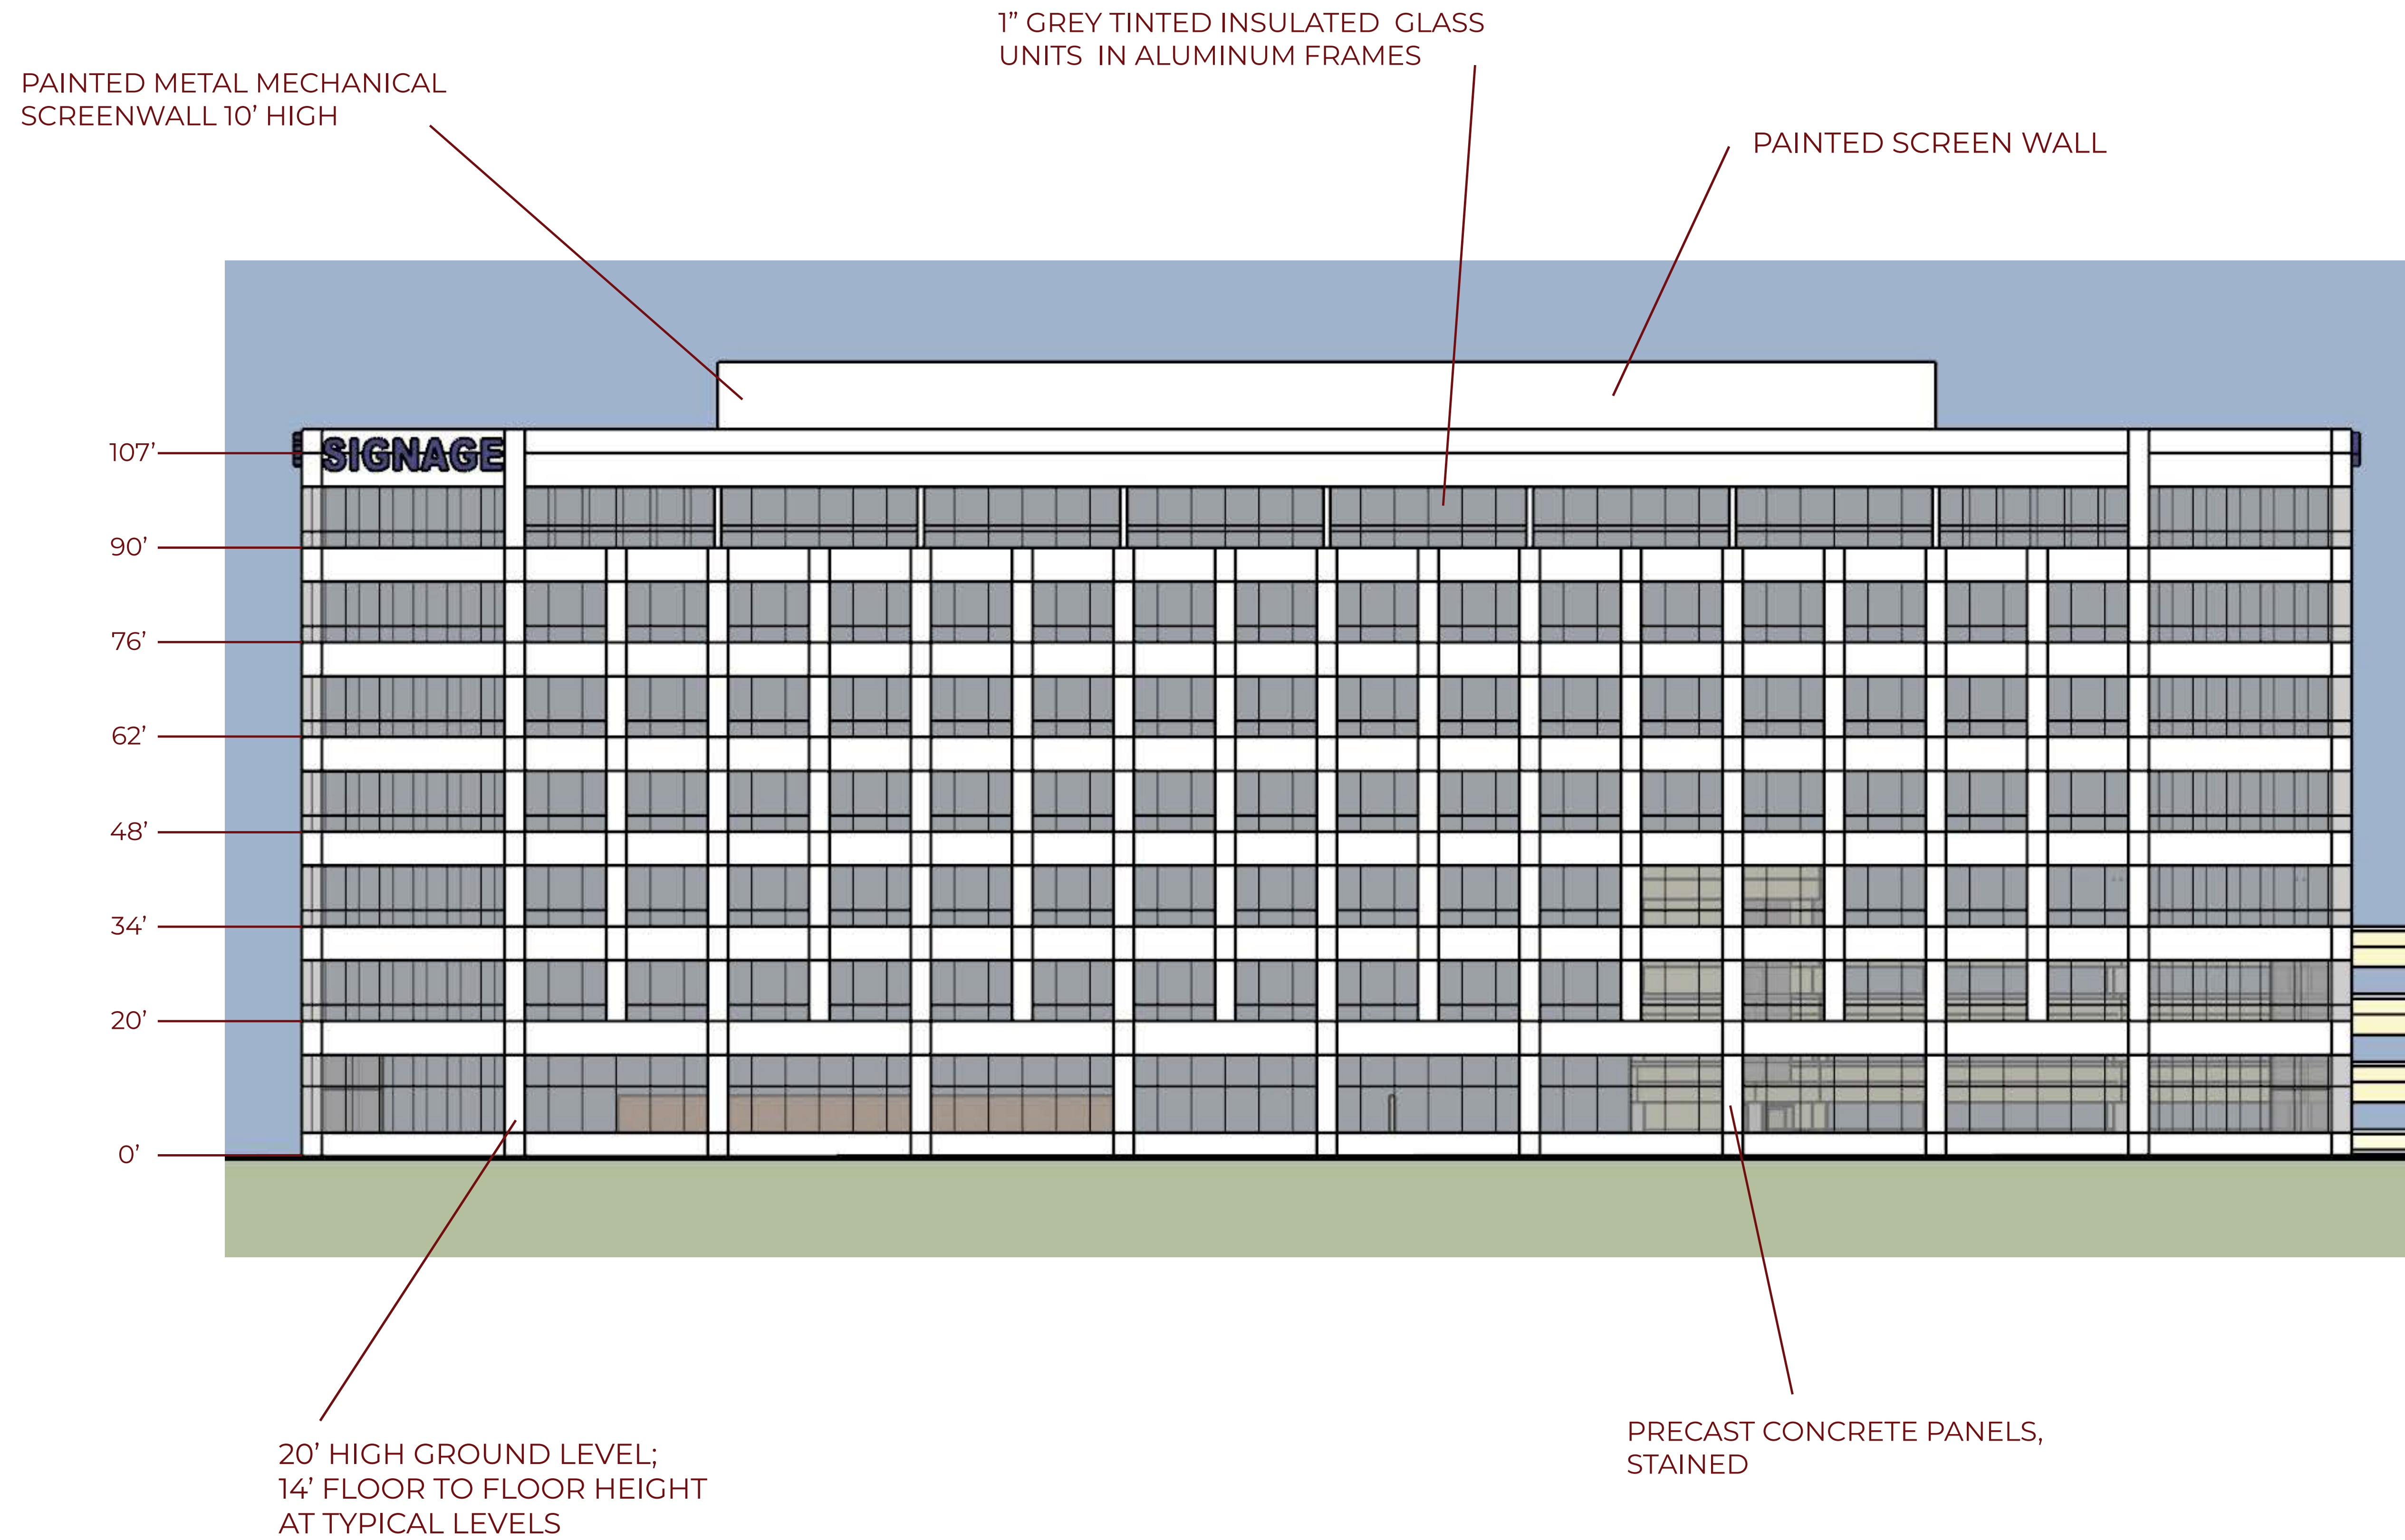 1” GREY TINTED INSULATED GLASS
UNITS IN ALUMINUM FRAMES
PAINTED METAL MECHANICAL
SCREENWALL 10’ HIGH
PAINTED SCREEN WALL
107’
SIGNAGE
90’
76’
62’
48’
34’
20’
0’
20’ HIGH GROUND LEVEL;
14’ FLOOR TO FLOOR HEIGHT
AT TYPICAL LEVELS
PRECAST CONCRETE PANELS,
STAINED